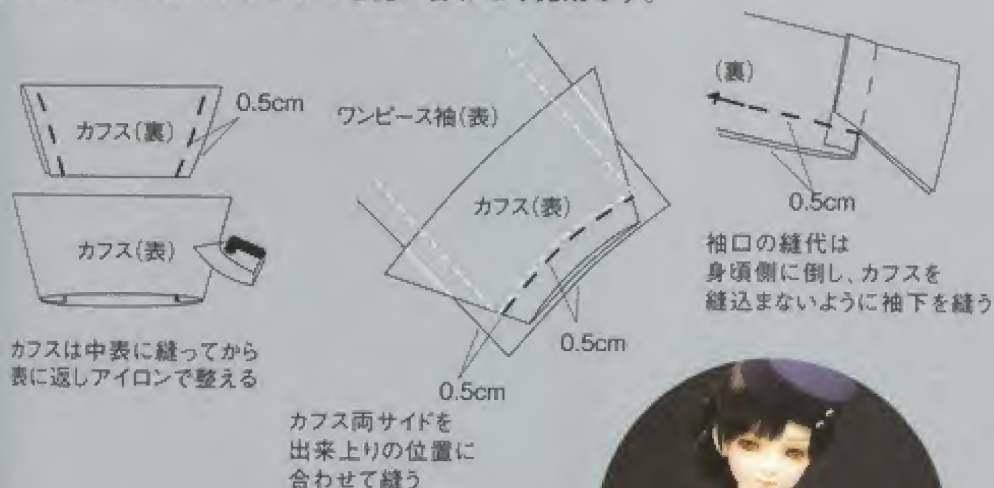 カフス(裏)
0.5cm
カフス(表)
カフスは中表に縫ってから
表に返しアイロンで整える
ワンピース袖(表)
カフス(表)
0.5cm
0.5cm
カフス両サイドを
出来上りの位置に
合わせて縫う
(裏)
0.5cm
袖口の縫代は
身頃側に倒し、カフスを
縫込まないように袖下を縫う